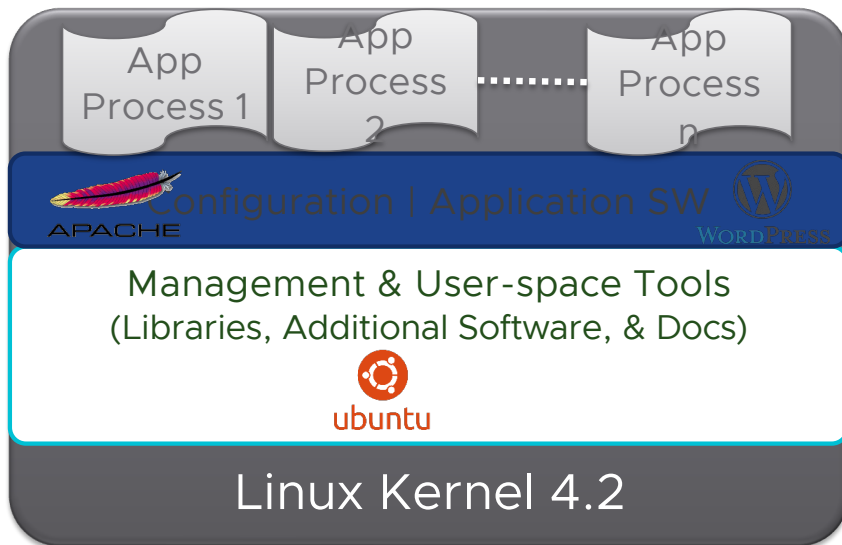 App
Process 1
App
Process
2
App
Process
n
Configuration | Application SW
APACHE
WORDPRESS
Management & User-space Tools
(Libraries, Additional Software, & Docs)
ubuntu
Linux Kernel 4.2